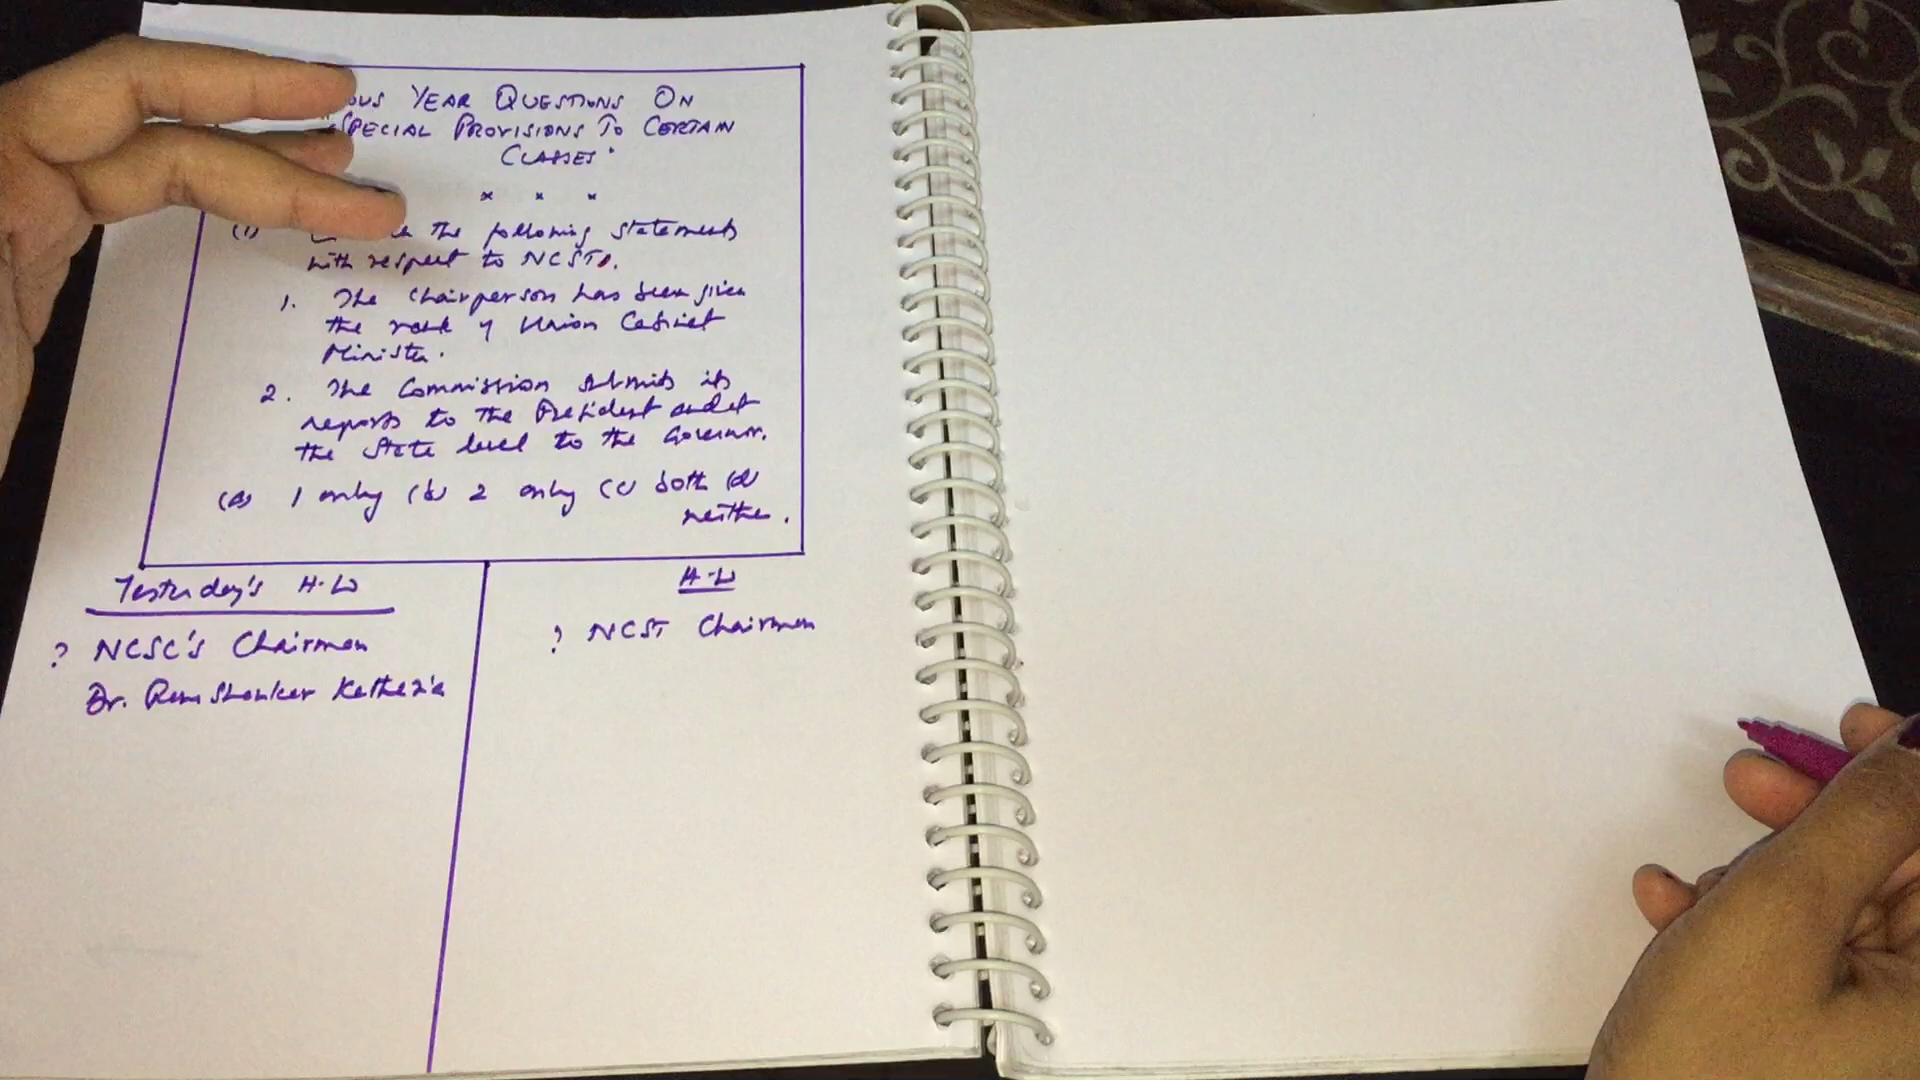 OUS YEAR QUESTIONS ON
"SPECIAL PROVISIONS TO CERTAIN
CLASSES"
x x x
(1) the following statements
with respect to NCST.
1. The Chairperson has been given
the rank of Union Cabinet
Minister.
2. The Commission submits its
reports to the President and at
the state level to the Governor.
(a) 1 only (b) 2 only (c) both (d)
neither.
Yesterday's H.W
? NCSC's Chairman
Dr. Ram Shanker Katheria
H.W
? NCST Chairman